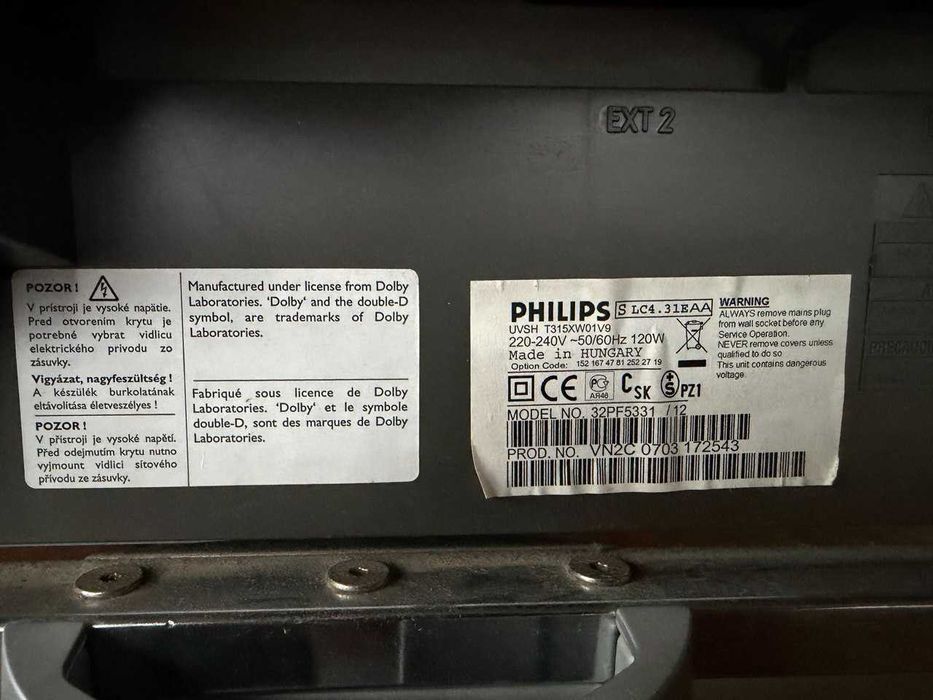 EXT 2
POZOR !
V prístroji je vysoké napätie.
Pred otvorením krytu je
potrebné vybrat vidlicu
elektrického prívodu zo
zásuvky.
Vigyázat, nagyfeszültség !
A készülék burkolatának
eltávolítása életveszélyes !
POZOR !
V přístroji je vysoké napětí.
Před odejmutím krytu nutno
vyjmount vidlici síťového
přívodu ze zásuvky.
Manufactured under license from Dolby
Laboratories. 'Dolby' and the double-D
symbol, are trademarks of Dolby
Laboratories.
Fabriqué sous licence de Dolby
Laboratories. 'Dolby' et le symbole
double-D, sont des marques de Dolby
Laboratories.
PHILIPS S LC4.31EAA
UVSH T315XW01V9
220-240V ~50/60Hz 120W
Made in HUNGARY
Option Code: 152 167 47 81 252 27 19
CE РСТ АЯ46 CSK S PZ1
MODEL NO. 32PF5331 /12
PROD. NO. VN2C 0703 172543
WARNING
ALWAYS remove mains plug
from wall socket before any
Service Operation.
NEVER remove covers unless
qualified to do so
This unit contains dangerous
voltage.